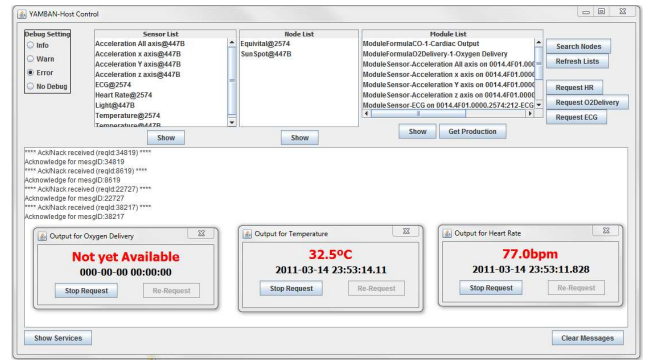 YAMBAN-Host Control
Debug Setting
Info
Warn
Error
No Debug
Sensor List
Acceleration All axis@447B
Acceleration x axis@447B
Acceleration Y axis@447B
Acceleration z axis@447B
ECG@2574
Heart Rate@2574
Light@447B
Temperature@2574
Temperature@447B
Show
Node List
Equivital@2574
SunSpot@447B
Show
Module List
ModuleFormulaCO-1-Cardiac Output
ModuleFormulaO2Delivery-1-Oxygen Delivery
ModuleSensor-Acceleration All axis on 0014.4F01.000
ModuleSensor-Acceleration x axis on 0014.4F01.0000
ModuleSensor-Acceleration Y axis on 0014.4F01.0000
ModuleSensor-Acceleration z axis on 0014.4F01.0000
ModuleSensor-ECG on 0014.4F01.0000.2574:212-ECG
Show
Get Production
Search Nodes
Refresh Lists
Request HR
Request O2Delivery
Request ECG
**** Ack/Nack received (reqId:34819) ****
Acknowledge for mesgID:34819
**** Ack/Nack received (reqId:8619) ****
Acknowledge for mesgID:8619
**** Ack/Nack received (reqId:22727) ****
Acknowledge for mesgID:22727
**** Ack/Nack received (reqId:38217) ****
Acknowledge for mesgID:38217
Output for Oxygen Delivery
Not yet Available
000-00-00 00:00:00
Stop Request
Re-Request
Output for Temperature
32.5ºC
2011-03-14 23:53:14.11
Stop Request
Re-Request
Output for Heart Rate
77.0bpm
2011-03-14 23:53:11.828
Stop Request
Re-Request
Show Services
Clear Messages